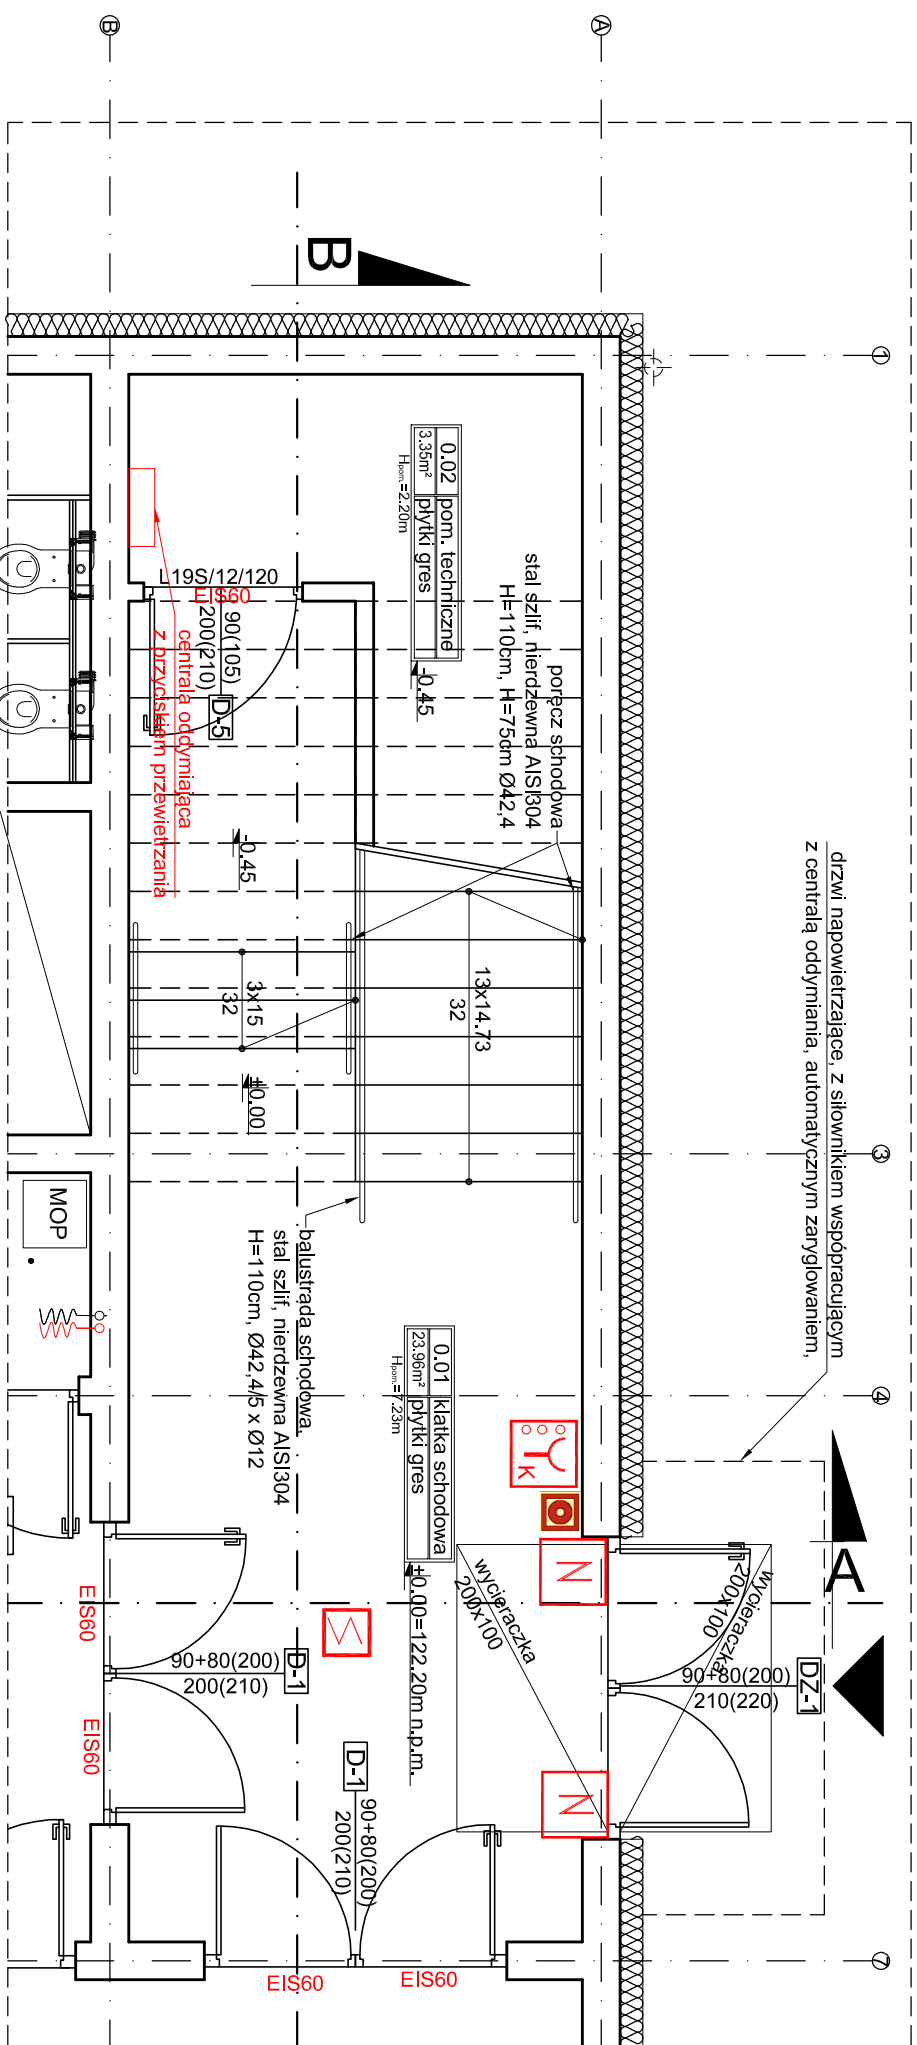 B
A
B
1
0.02 pom. techniczne
3.35m² płytki gres
Hpom.=2.20m
-0.45
poręcz schodowa
stal szlif, nierdzewna AISI304
H=110cm, H=75cm Ø42,4
L19S/12/120
EIS60
90(105)
200(210)
D-5
centrala oddymiająca
z przyciskiem przewietrzania
-0.45
drzwi napowietrzające, z siłownikiem wspópracującym
z centralą oddymiania, automatycznym zaryglowaniem,
13x14.73
32
3x15
32
±0.00
3
MOP
balustrada schodowa
stal szlif, nierdzewna AISI304
H=110cm, Ø42,4/5 x Ø12
0.01 klatka schodowa
23.96m² płytki gres
Hpom.=7.23m
±0.00=122.20m n.p.m.
4
K
A
N
wycieraczka
200x100
wycieraczka
200x100
DZ-1
90+80(200)
210(220)
EIS60
D-1
90+80(200)
200(210)
EIS60
D-1
90+80(200)
200(210)
N
7
EIS60
EIS60